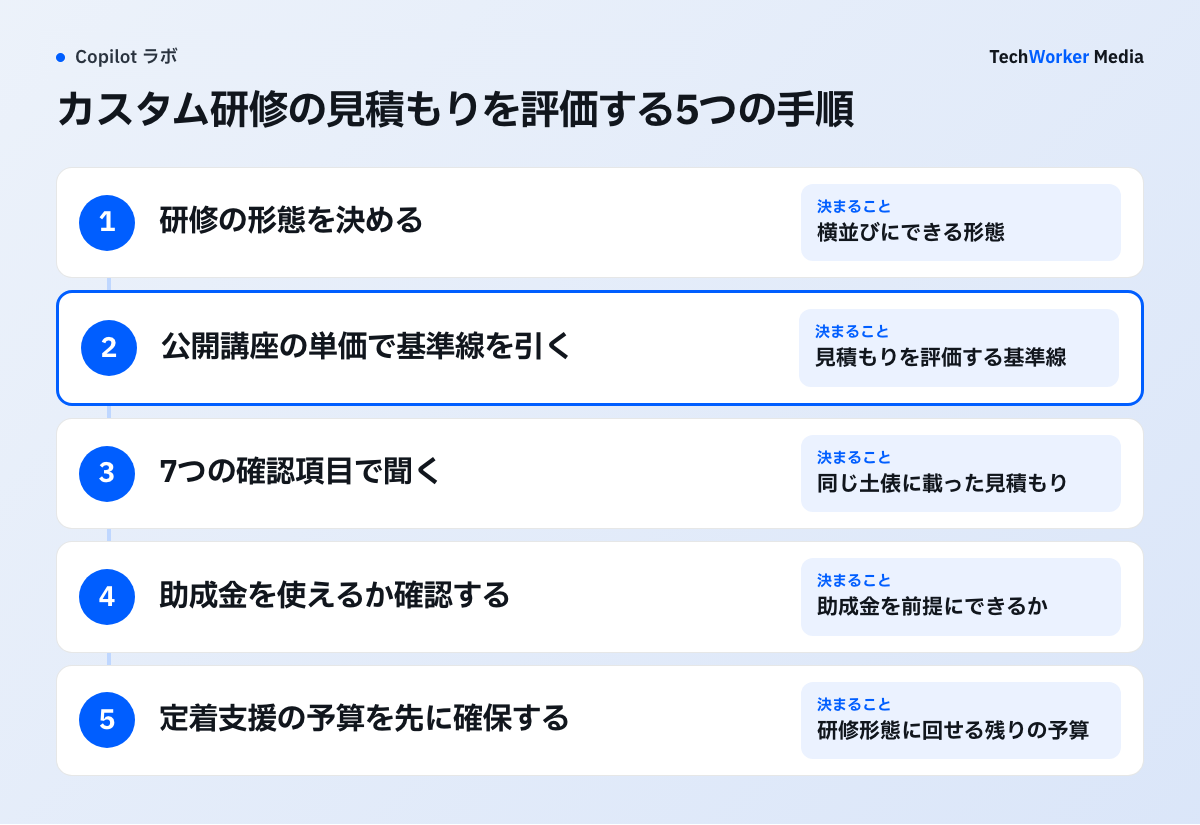 Copilot ラボ
TechWorker Media
カスタム研修の見積もりを評価する5つの手順
1
研修の形態を決める
決まること
横並びにできる形態
2
公開講座の単価で基準線を引く
決まること
見積もりを評価する基準線
3
7つの確認項目で聞く
決まること
同じ土俵に載った見積もり
4
助成金を使えるか確認する
決まること
助成金を前提にできるか
5
定着支援の予算を先に確保する
決まること
研修形態に回せる残りの予算